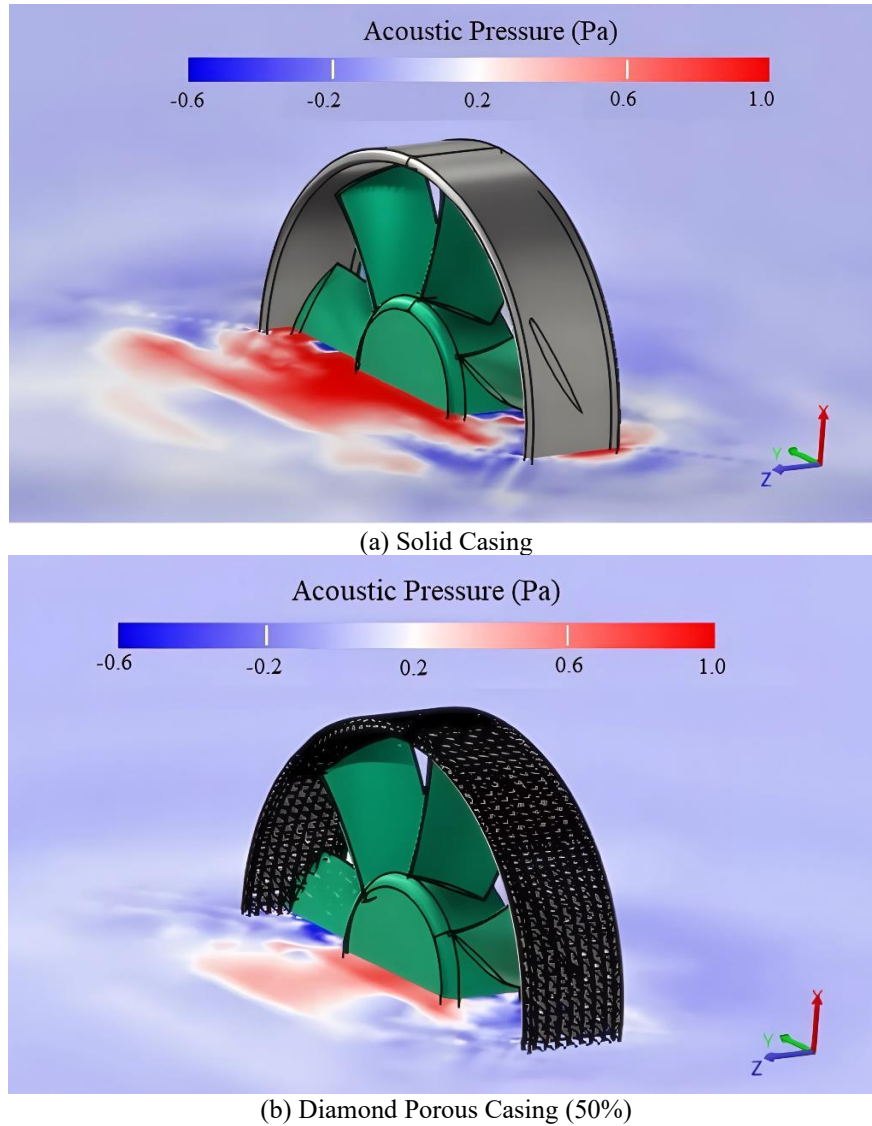 Acoustic Pressure (Pa)
-0.6 -0.2 0.2 0.6 1.0
X
Y
Z
(a) Solid Casing
Acoustic Pressure (Pa)
-0.6 -0.2 0.2 0.6 1.0
X
Y
Z
(b) Diamond Porous Casing (50%)